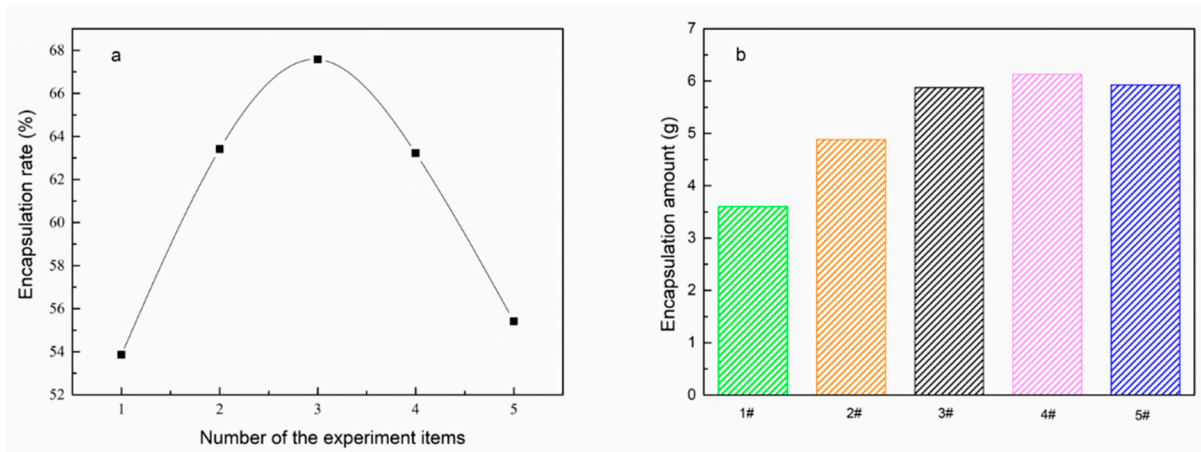 a
68
66
64
62
60
58
56
54
52
Encapsulation rate (%)
1 2 3 4 5
Number of the experiment items
b
7
6
5
4
3
2
1
0
Encapsulation amount (g)
1# 2# 3# 4# 5#